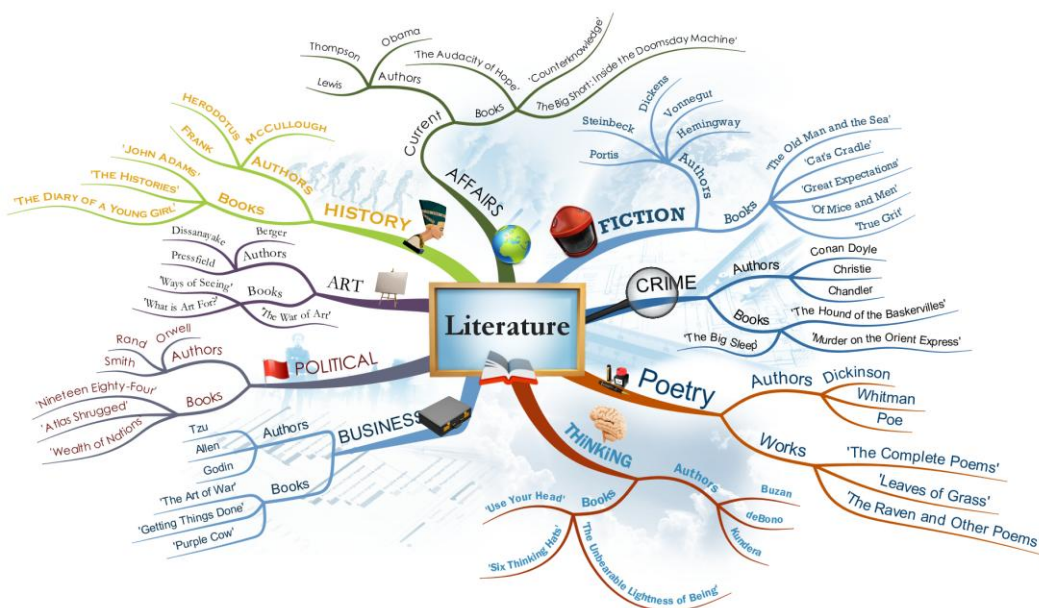 Literature
Current
AFFAIRS
Authors
Obama
Thompson
Lewis
Books
'The Audacity of Hope'
'Counterknowledge'
The Big Short: Inside the Doomsday Machine'
FICTION
Authors
Hemingway
Vonnegut
Dickens
Steinbeck
Portis
Books
'The Old Man and the Sea'
'Cat's Cradle'
'Great Expectations'
'Of Mice and Men'
'True Grit'
CRIME
Authors
Conan Doyle
Christie
Chandler
Books
'The Hound of the Baskervilles'
'Murder on the Orient Express'
'The Big Sleep'
Poetry
Authors
Dickinson
Whitman
Poe
Works
'The Complete Poems'
'Leaves of Grass'
'The Raven and Other Poems
THiNKiNG
Authors
Buzan
deBono
Kundera
Books
'Use Your Head'
'Six Thinking Hats'
'The Unbearable Lightness of Being'
BUSINESS
Authors
Tzu
Allen
Godin
Books
'The Art of War'
'Getting Things Done'
'Purple Cow'
POLITICAL
Authors
Orwell
Rand
Smith
Books
'Nineteen Eighty-Four'
'Atlas Shrugged'
'Wealth of Nations'
ART
Authors
Berger
Dissanayake
Pressfield
Books
'Ways of Seeing'
'What is Art For?'
'The War of Art'
HISTORY
AUTHORS
MCCULLOUGH
HERODOTUS
FRANK
BOOKS
'JOHN ADAMS'
'THE HISTORIES'
'THE DIARY OF A YOUNG GIRL'